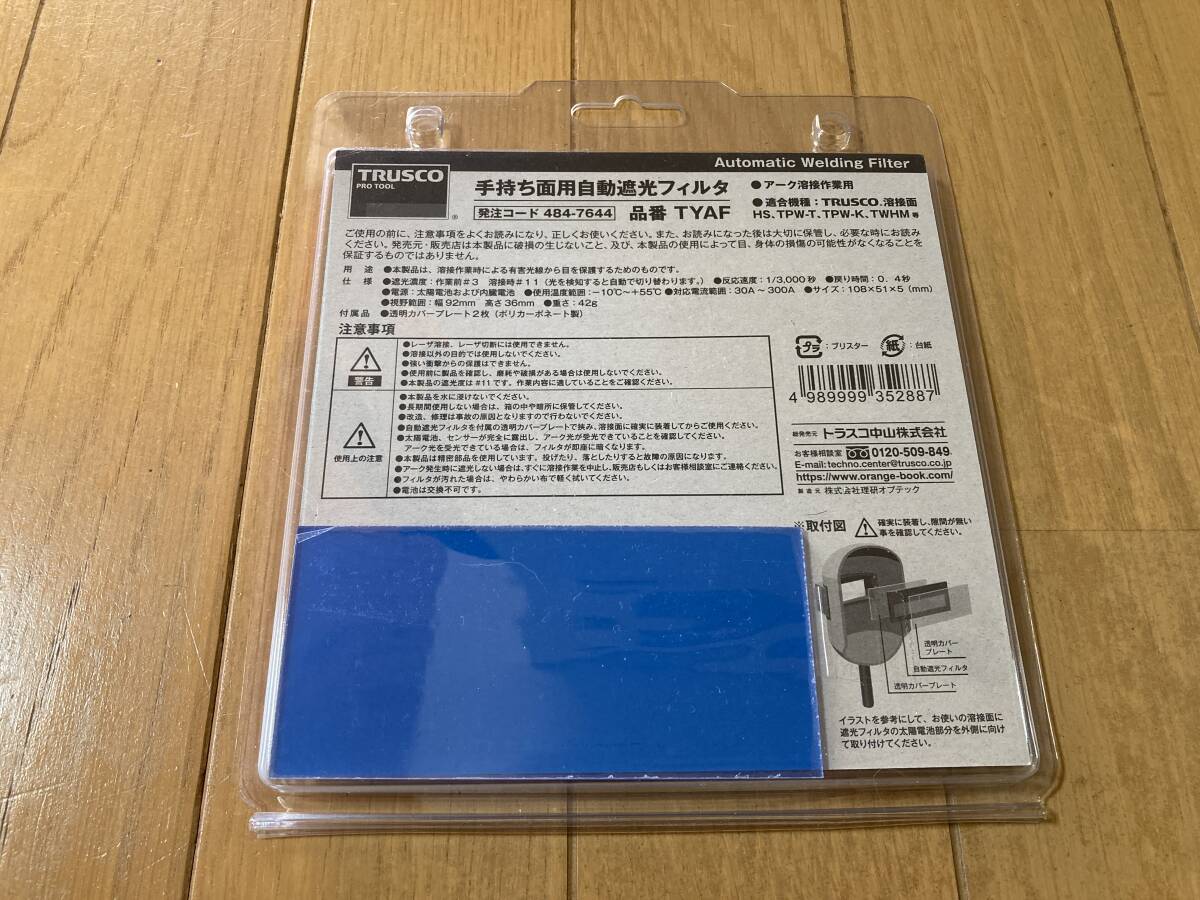 Automatic Welding Filter
TRUSCO
PRO TOOL
®
手持ち面用自動遮光フィルタ
発注コード 484-7644 品番 TYAF
●アーク溶接作業用
●適合機種：TRUSCO.溶接面
HS、TPW-T、TPW-K、TWHM 等
ご使用の前に、注意事項をよくお読みになり、正しくお使いください。また、お読みになった後は大切に保管し、必要な時にお読み
ください。発売元・販売店は本製品に破損の生じないこと、及び、本製品の使用によって目、身体の損傷の可能性がなくなることを
保証するものではありません。
用 途 ●本製品は、溶接作業時による有害光線から目を保護するためのものです。
仕 様 ●遮光濃度：作業前＃3 溶接時＃11（光を検知すると自動で切り替わります。） ●反応速度：1/3,000秒 ●戻り時間：0．4秒
●電源：太陽電池および内臓電池 ●使用温度範囲：−10℃〜＋55℃ ●対応電流範囲：30A〜300A ●サイズ：108×51×5（mm）
●視野範囲：幅92mm 高さ36mm ●重さ：42g
付属品 ●透明カバープレート2枚（ポリカーボネート製）
注意事項
警告
●レーザ溶接、レーザ切断には使用できません。
●溶接以外の目的では使用しないでください。
●強い衝撃からの保護はできません。
●使用前に製品を確認し、磨耗や破損がある場合は使用しないでください。
●本製品の遮光度は#11です。作業内容に適していることをご確認ください。
使用上の注意
●本製品を水に浸けないでください。
●長期間使用しない場合は、箱の中や暗所に保管してください。
●改造、修理は事故の原因となりますので行わないでください。
●自動遮光フィルタを付属の透明カバープレートで挟み、溶接面に確実に装着してからご使用ください。
●太陽電池、センサーが完全に露出し、アーク光が受光できていることを確認してください。
アーク光を受光できている場合は、フィルタが即座に暗くなります。
●本製品は精密部品を使用しています。投げたり、落としたりすると故障の原因になります。
●アーク発生時に遮光しない場合は、すぐに溶接作業を中止し、販売店もしくはお客様相談室にご連絡ください。
●フィルタが汚れた場合は、やわらかい布で軽く拭いてください。
●電池は交換不可です。
プラ：ブリスター 紙：台紙
4 989999 352887
総発売元 トラスコ中山株式会社
お客様相談室 0120-509-849
E-mail:techno.center@trusco.co.jp
https://www.orange-book.com/
製造元 株式会社理研オプテック
※取付図
確実に装着し、隙間が無い
事を確認してください。
透明カバー
プレート
自動遮光フィルタ
透明カバープレート
イラストを参考にして、お使いの溶接面に
遮光フィルタの太陽電池部分を外側に向け
て取り付けてください。